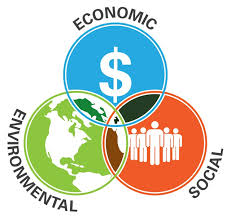 ECONOMIC
$
ENVIRONMENTAL
SOCIAL